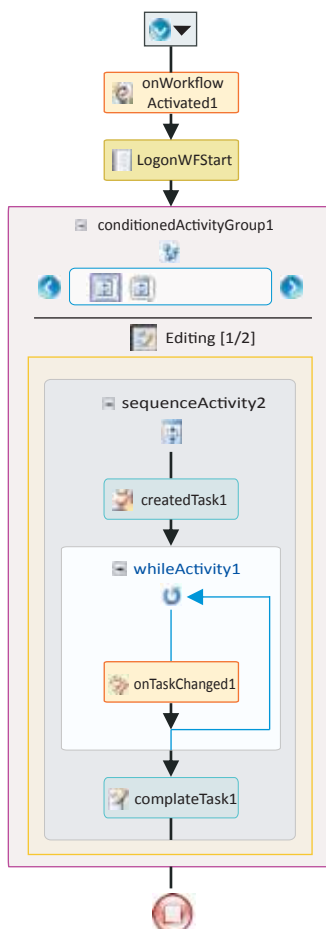 onWorkflow
Activated1
LogonWFStart
conditionedActivityGroup1
Editing [1/2]
sequenceActivity2
createdTask1
whileActivity1
onTaskChanged1
complateTask1